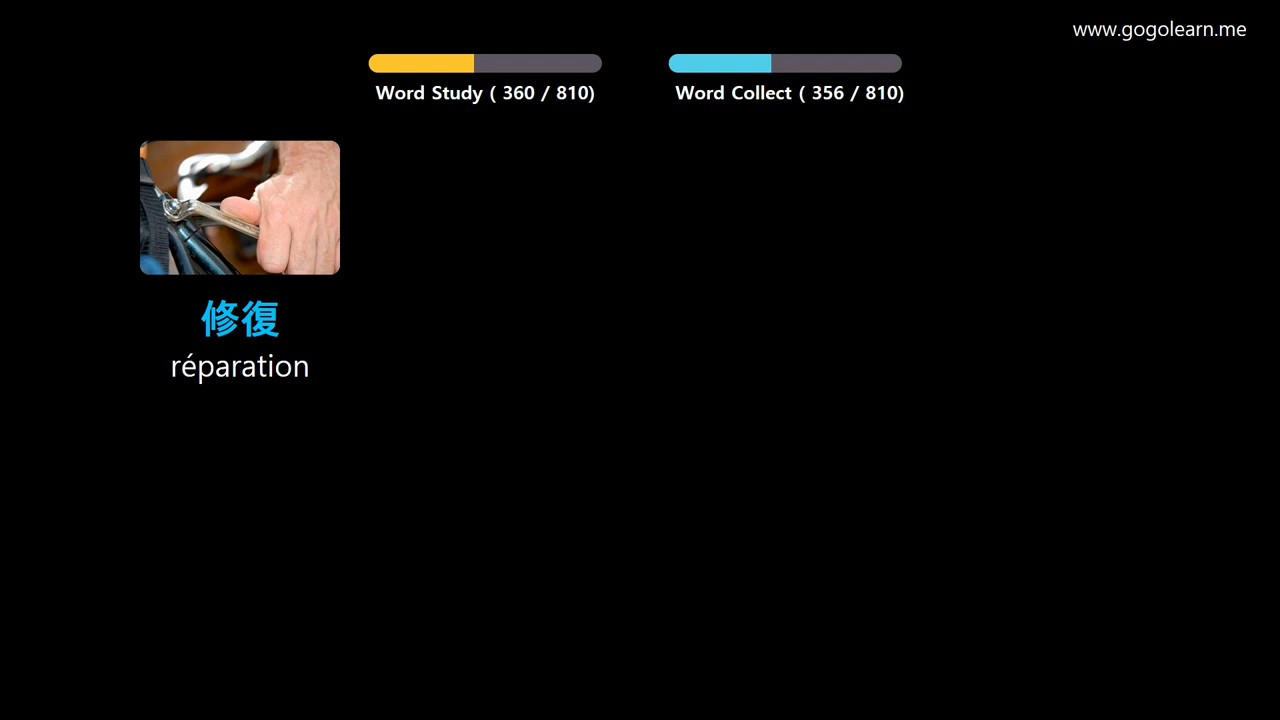 www.gogolearn.me
Word Study ( 360 / 810)
Word Collect ( 356 / 810)
修復
réparation